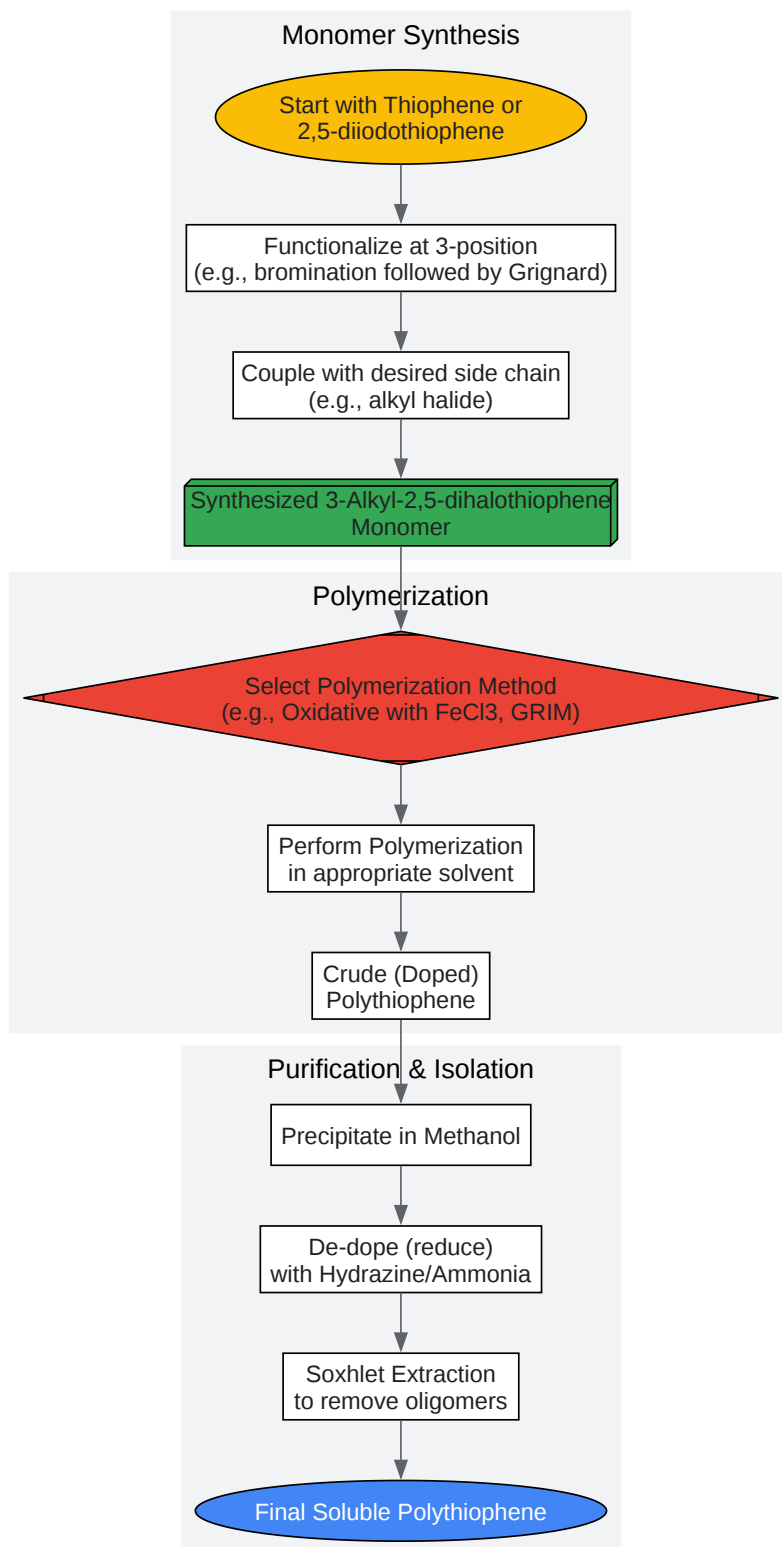 Monomer Synthesis
Start with Thiophene or
2,5-diiodothiophene
Functionalize at 3-position
(e.g., bromination followed by Grignard)
Couple with desired side chain
(e.g., alkyl halide)
Synthesized 3-Alkyl-2,5-dihalothiophene
Monomer
Polymerization
Select Polymerization Method
(e.g., Oxidative with FeCl3, GRIM)
Perform Polymerization
in appropriate solvent
Crude (Doped)
Polythiophene
Purification & Isolation
Precipitate in Methanol
De-dope (reduce)
with Hydrazine/Ammonia
Soxhlet Extraction
to remove oligomers
Final Soluble Polythiophene